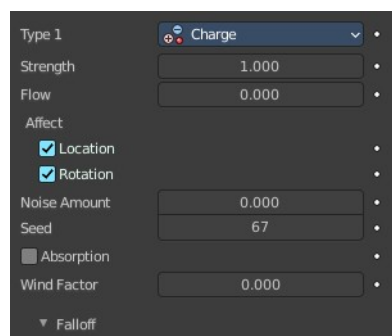 Type 1 Charge
Strength 1.000
Flow 0.000
Affect
Location
Rotation
Noise Amount 0.000
Seed 67
Absorption
Wind Factor 0.000
Falloff